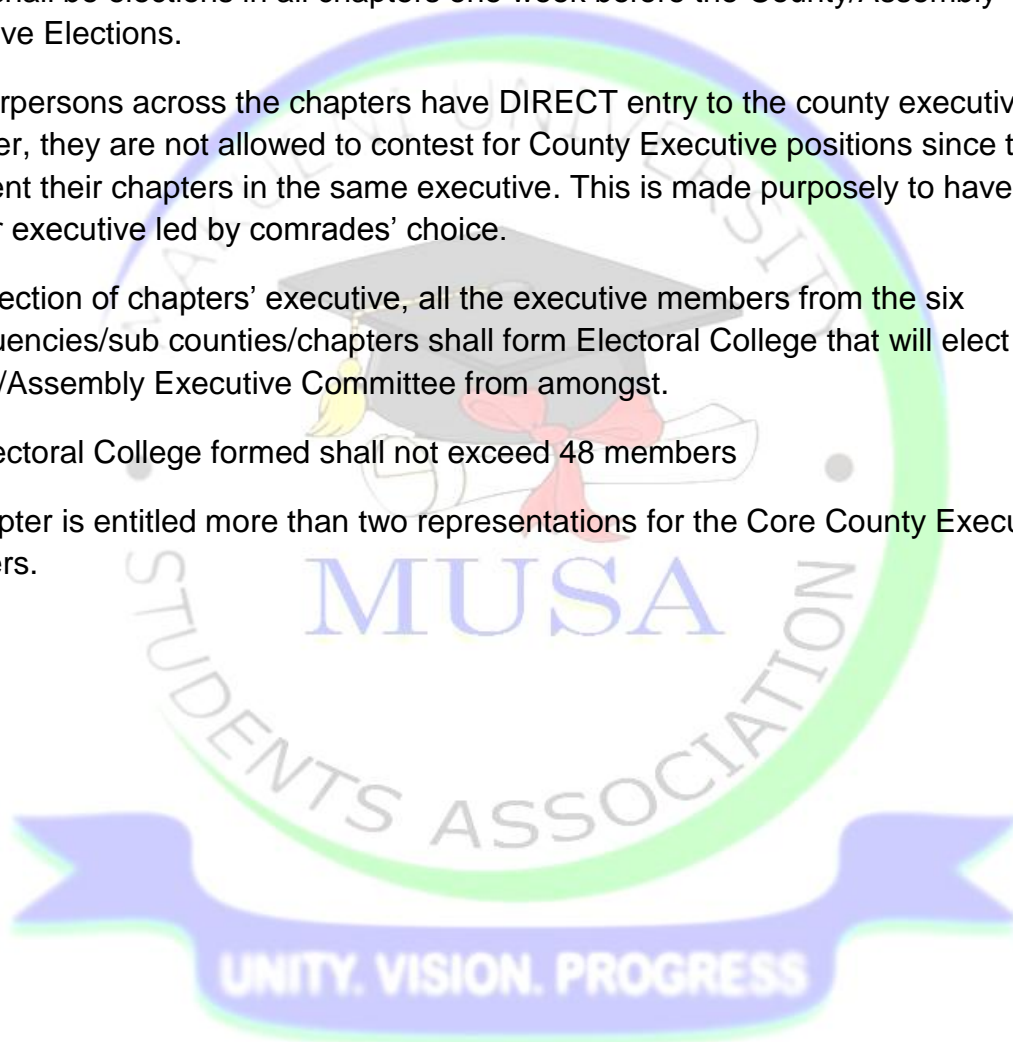 hall be elections in all chapters one week before the County/Assembly
ve Elections.
rpersons across the chapters have DIRECT entry to the county executiv
er, they are not allowed to contest for County Executive positions since t
ent their chapters in the same executive. This is made purposely to have
r executive led by comrades’ choice.
ection of chapters’ executive, all the executive members from the six
uencies/sub counties/chapters shall form Electoral College that will elect
/Assembly Executive Committee from amongst.
ectoral College formed shall not exceed 48 members
pter is entitled more than two representations for the Core County Execu
ers.
UNIVERSITY
MUSA
STUDENTS ASSOCIATION
UNITY. VISION. PROGRESS